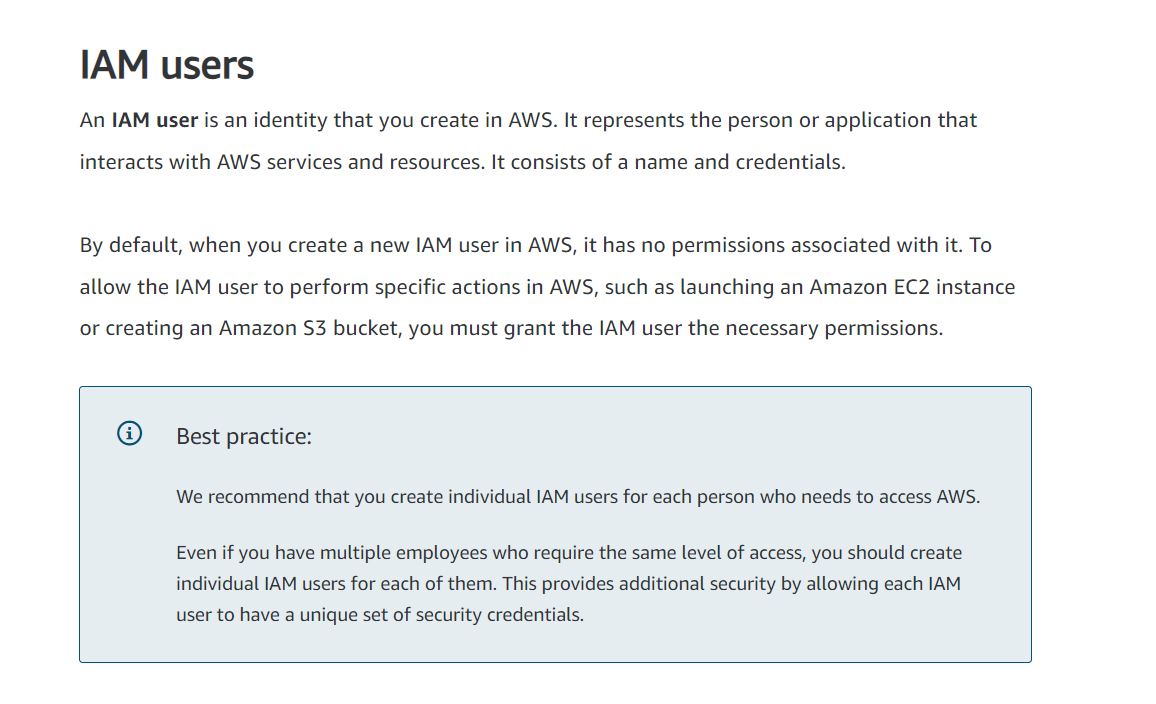 IAM users
An IAM user is an identity that you create in AWS. It represents the person or application that
interacts with AWS services and resources. It consists of a name and credentials.
By default, when you create a new IAM user in AWS, it has no permissions associated with it. To
allow the IAM user to perform specific actions in AWS, such as launching an Amazon EC2 instance
or creating an Amazon S3 bucket, you must grant the IAM user the necessary permissions.
Best practice:
We recommend that you create individual IAM users for each person who needs to access AWS.
Even if you have multiple employees who require the same level of access, you should create
individual IAM users for each of them. This provides additional security by allowing each IAM
user to have a unique set of security credentials.